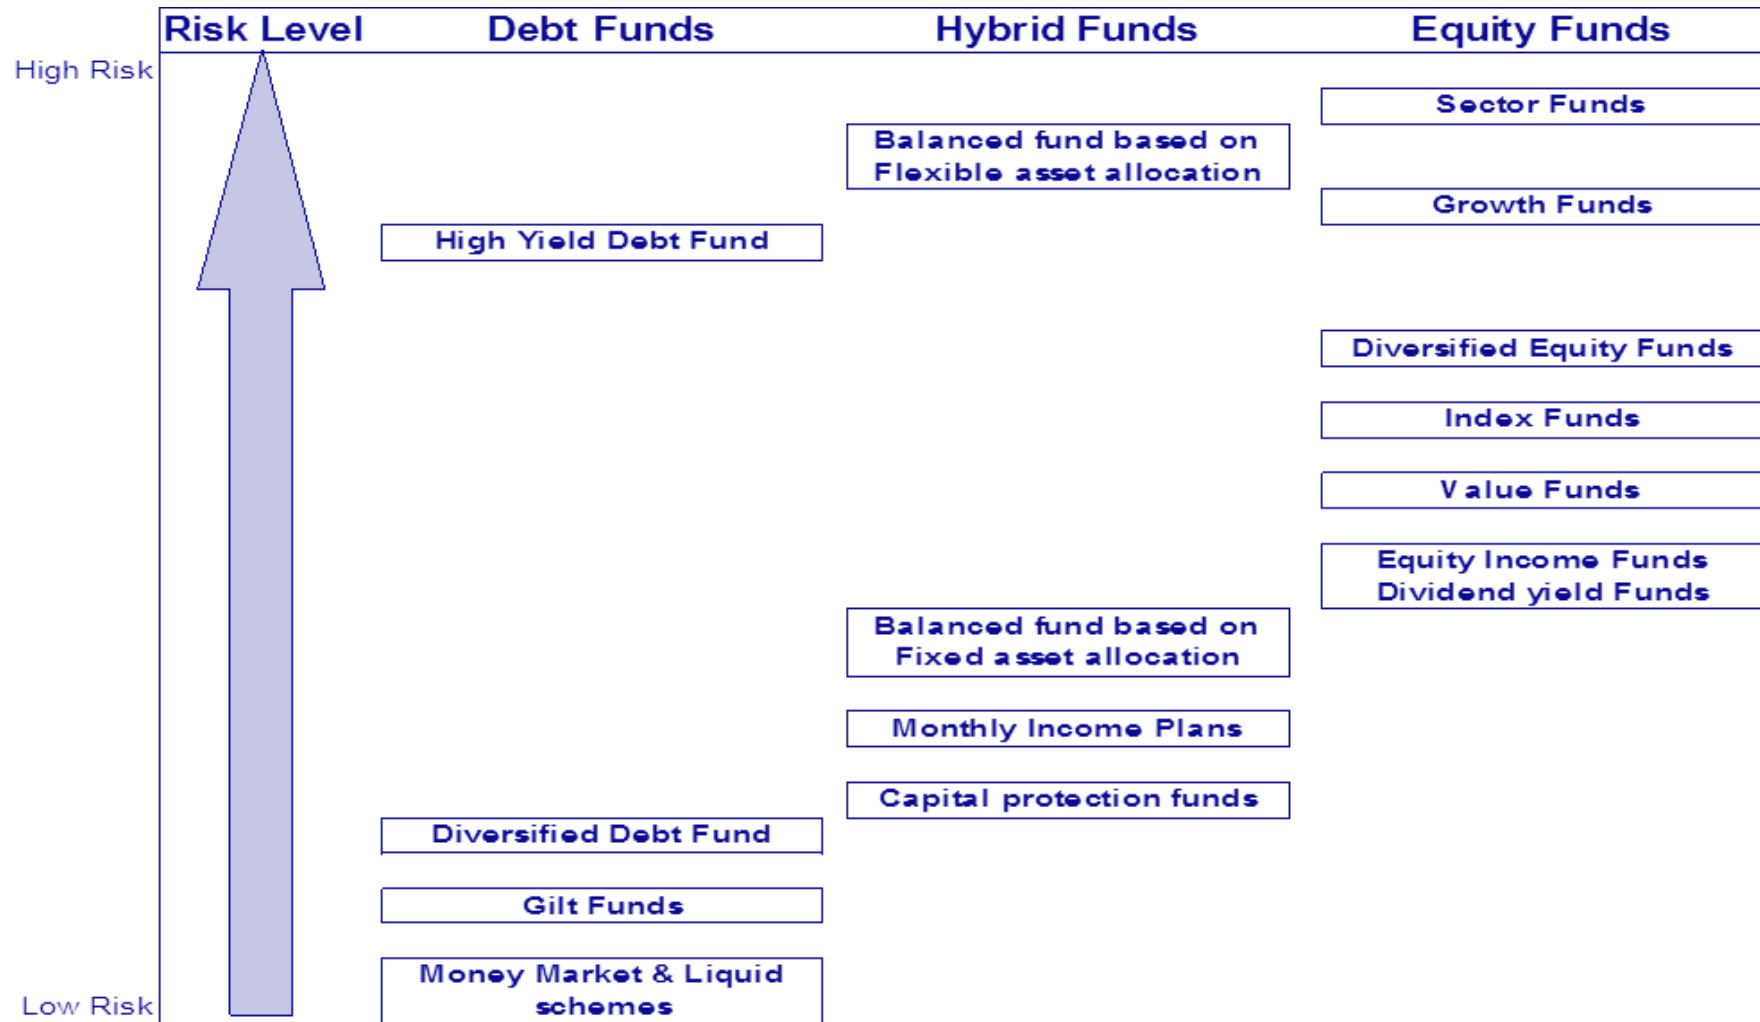 Risk Level
Debt Funds
Hybrid Funds
Equity Funds
High Risk
Sector Funds
Balanced fund based on
Flexible asset allocation
Growth Funds
High Yield Debt Fund
Diversified Equity Funds
Index Funds
Value Funds
Equity Income Funds
Dividend yield Funds
Balanced fund based on
Fixed asset allocation
Monthly Income Plans
Capital protection funds
Diversified Debt Fund
Gilt Funds
Money Market & Liquid
schemes
Low Risk